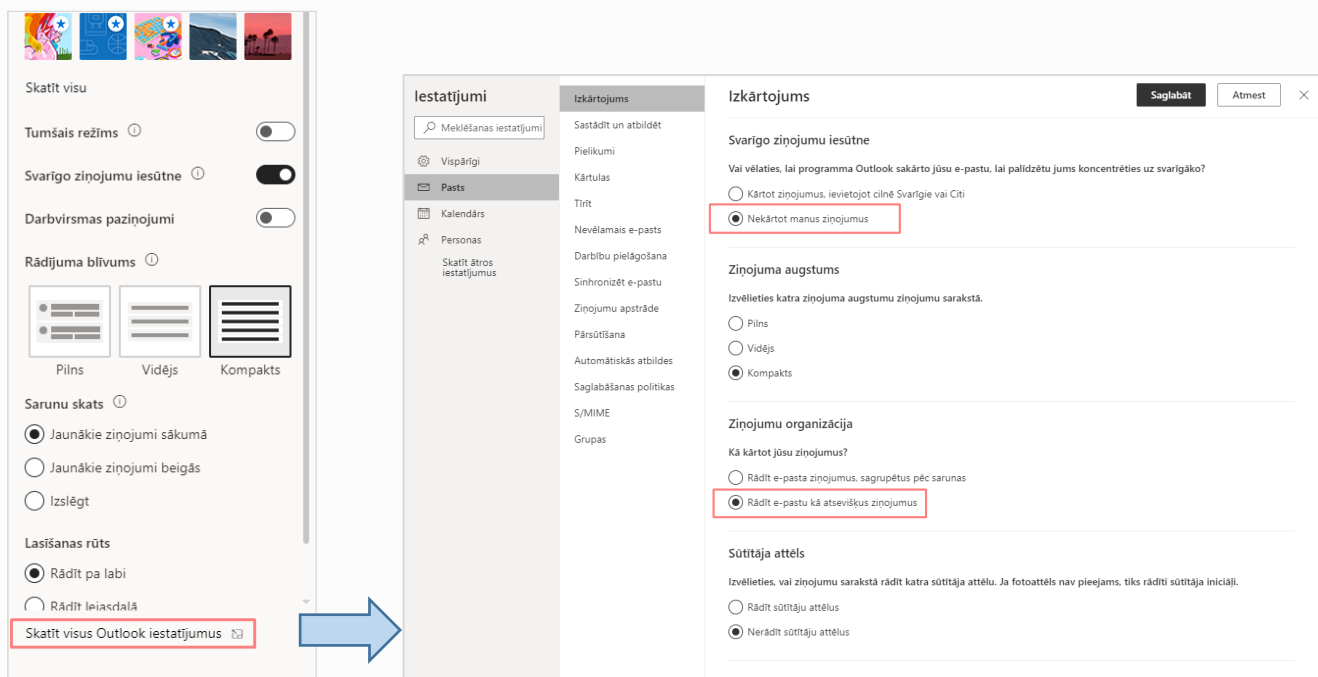 Skatīt visu
Tumšais režīms
Svarīgo ziņojumu iesūtne
Darbvirsmas paziņojumi
Rādījuma blīvums
Pilns Vidējs Kompakts
Sarunu skats
Jaunākie ziņojumi sākumā
Jaunākie ziņojumi beigās
Izslēgt
Lasīšanas rūts
Rādīt pa labi
Rādīt lejasdaļā
Skatīt visus Outlook iestatījumus
Iestatījumi
Meklēšanas iestatījumi
Vispārīgi
Pasts
Kalendārs
Personas
Skatīt ātros
iestatījumus
Izkārtojums
Sastādīt un atbildēt
Pielikumi
Kārtulas
Tīrīt
Nevēlamais e-pasts
Darbību pielāgošana
Sinhronizēt e-pastu
Ziņojumu apstrāde
Pārsūtīšana
Automātiskās atbildes
Saglabāšanas politikas
S/MIME
Grupas
Izkārtojums
Saglabāt Atmest
Svarīgo ziņojumu iesūtne
Vai vēlaties, lai programma Outlook sakārto jūsu e-pastu, lai palīdzētu jums koncentrēties uz svarīgāko?
Kārtot ziņojumus, ievietojot cilnē Svarīgie vai Citi
Nekārtot manus ziņojumus
Ziņojuma augstums
Izvēlieties katra ziņojuma augstumu ziņojumu sarakstā.
Pilns
Vidējs
Kompakts
Ziņojumu organizācija
Kā kārtot jūsu ziņojumus?
Rādīt e-pasta ziņojumus, sagrupētus pēc sarunas
Rādīt e-pastu kā atsevišķus ziņojumus
Sūtītāja attēls
Izvēlieties, vai ziņojumu sarakstā rādīt katra sūtītāja attēlu. Ja fotoattēls nav pieejams, tiks rādīti sūtītāja iniciāļi.
Rādīt sūtītāju attēlus
Nerādīt sūtītāju attēlus